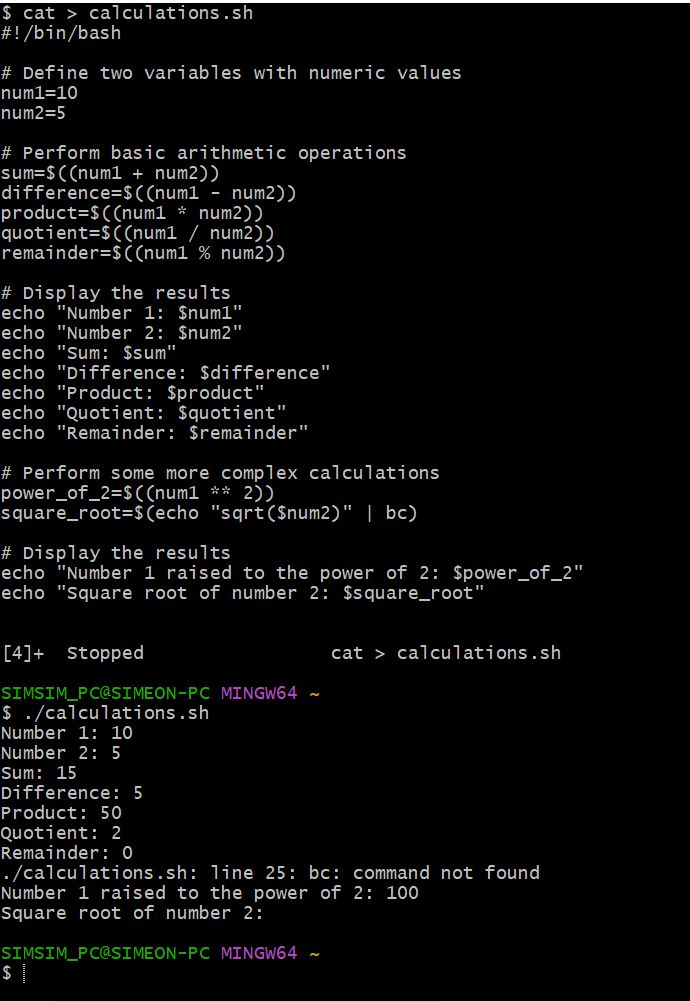 $ cat > calculations.sh
#!/bin/bash

# Define two variables with numeric values
num1=10
num2=5

# Perform basic arithmetic operations
sum=$((num1 + num2))
difference=$((num1 - num2))
product=$((num1 * num2))
quotient=$((num1 / num2))
remainder=$((num1 % num2))

# Display the results
echo "Number 1: $num1"
echo "Number 2: $num2"
echo "Sum: $sum"
echo "Difference: $difference"
echo "Product: $product"
echo "Quotient: $quotient"
echo "Remainder: $remainder"

# Perform some more complex calculations
power_of_2=$((num1 ** 2))
square_root=$(echo "sqrt($num2)" | bc)

# Display the results
echo "Number 1 raised to the power of 2: $power_of_2"
echo "Square root of number 2: $square_root"


[4]+  Stopped                 cat > calculations.sh

SIMSIM_PC@SIMEON-PC MINGW64 ~
$ ./calculations.sh
Number 1: 10
Number 2: 5
Sum: 15
Difference: 5
Product: 50
Quotient: 2
Remainder: 0
./calculations.sh: line 25: bc: command not found
Number 1 raised to the power of 2: 100
Square root of number 2:

SIMSIM_PC@SIMEON-PC MINGW64 ~
$